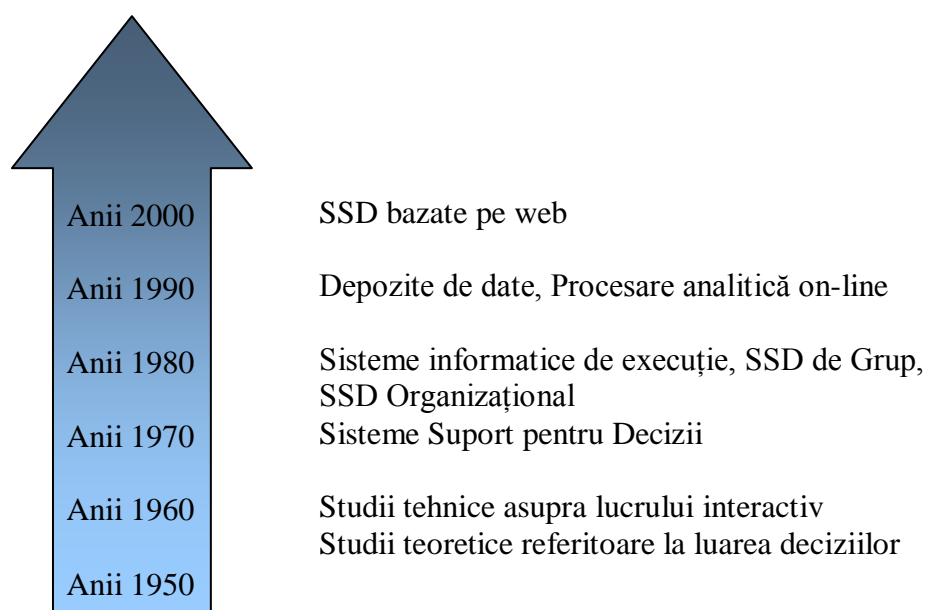 Anii 2000 SSD bazate pe web
Anii 1990 Depozite de date, Procesare analitică on-line
Anii 1980 Sisteme informatice de execuție, SSD de Grup,
SSD Organizațional
Anii 1970 Sisteme Suport pentru Decizii
Anii 1960 Studii tehnice asupra lucrului interactiv
Studii teoretice referitoare la luarea deciziilor
Anii 1950